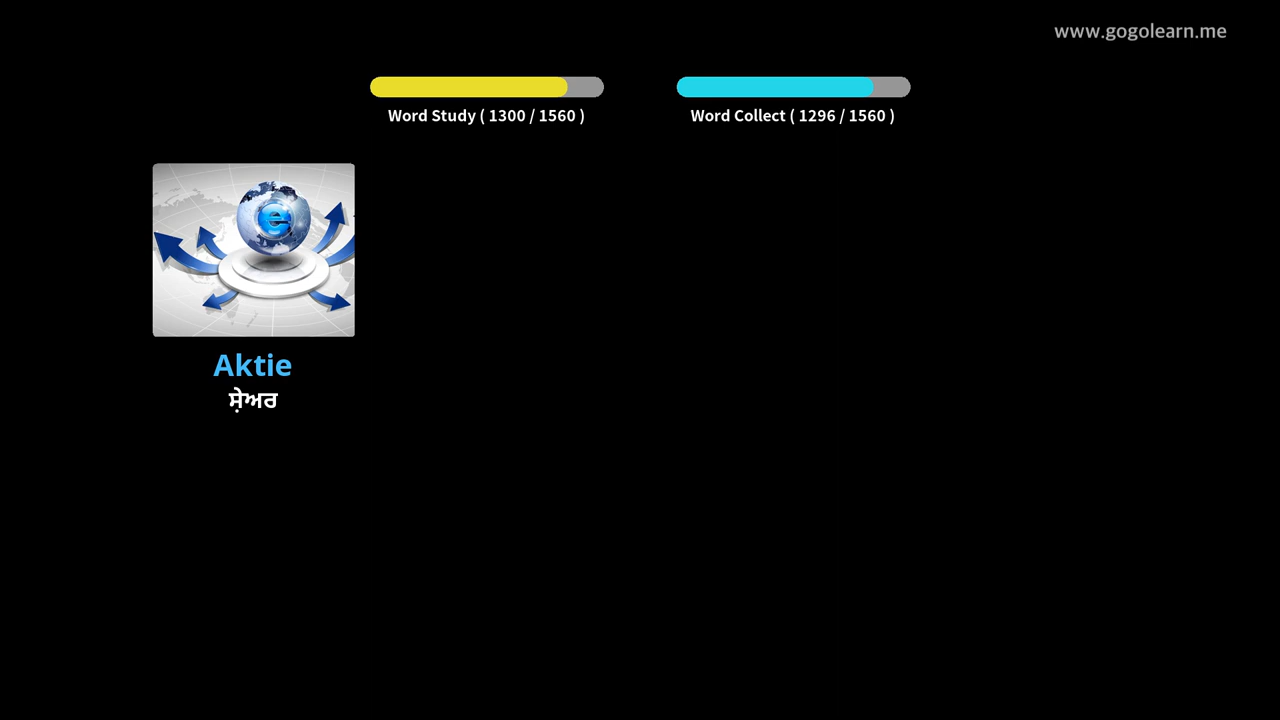 www.gogolearn.me
Word Study ( 1300 / 1560 )
Word Collect ( 1296 / 1560 )
e
Aktie
ਸ਼ੇਅਰ